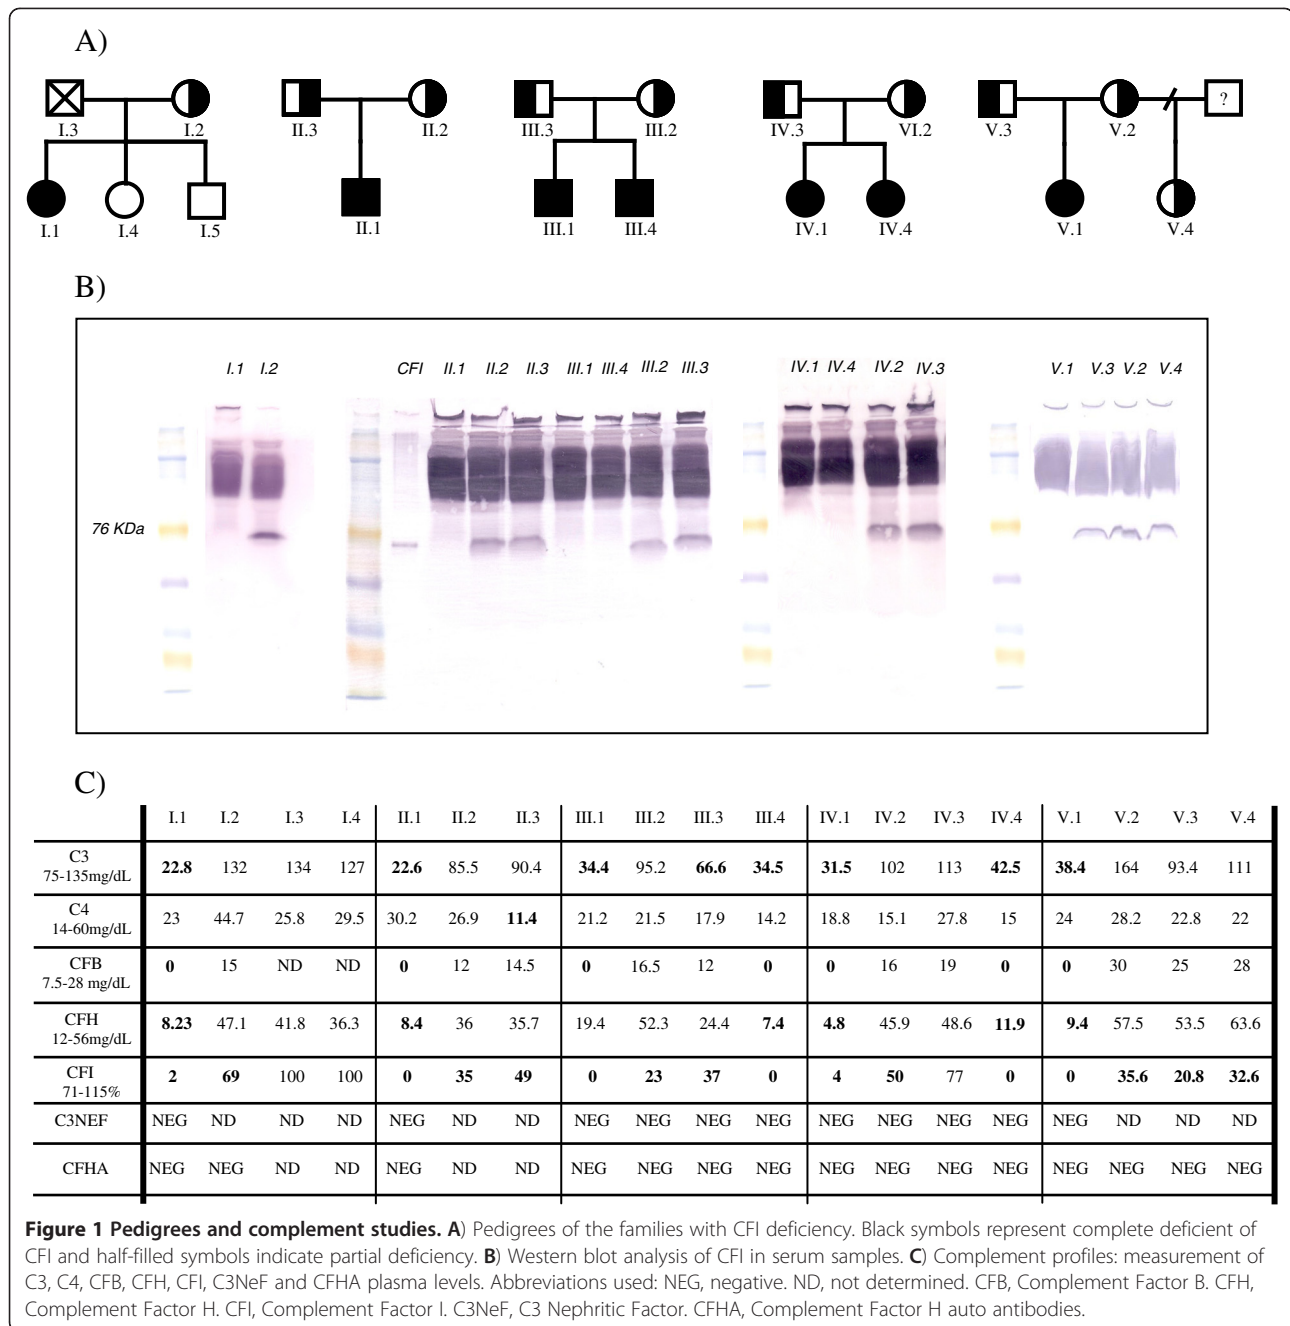 A)
I.3 I.2 II.3 II.2 III.3 III.2 IV.3 VI.2 V.3 V.2 ?
I.1 I.4 I.5 II.1 III.1 III.4 IV.1 IV.4 V.1 V.4
B)
I.1 I.2 CFI II.1 II.2 II.3 III.1 III.4 III.2 III.3 IV.1 IV.4 IV.2 IV.3 V.1 V.3 V.2 V.4
76 KDa
C)
I.1 I.2 I.3 I.4 II.1 II.2 II.3 III.1 III.2 III.3 III.4 IV.1 IV.2 IV.3 IV.4 V.1 V.2 V.3 V.4
C3
75-135mg/dL
22.8 132 134 127 22.6 85.5 90.4 34.4 95.2 66.6 34.5 31.5 102 113 42.5 38.4 164 93.4 111
C4
14-60mg/dL
23 44.7 25.8 29.5 30.2 26.9 11.4 21.2 21.5 17.9 14.2 18.8 15.1 27.8 15 24 28.2 22.8 22
CFB
7.5-28 mg/dL
0 15 ND ND 0 12 14.5 0 16.5 12 0 0 16 19 0 0 30 25 28
CFH
12-56mg/dL
8.23 47.1 41.8 36.3 8.4 36 35.7 19.4 52.3 24.4 7.4 4.8 45.9 48.6 11.9 9.4 57.5 53.5 63.6
CFI
71-115%
2 69 100 100 0 35 49 0 23 37 0 4 50 77 0 0 35.6 20.8 32.6
C3NEF NEG ND ND ND NEG ND ND NEG NEG NEG NEG NEG NEG NEG NEG NEG ND ND ND
CFHA NEG NEG ND ND NEG ND ND NEG NEG NEG NEG NEG NEG NEG NEG NEG NEG NEG NEG
Figure 1 Pedigrees and complement studies. A) Pedigrees of the families with CFI deficiency. Black symbols represent complete deficient of
CFI and half-filled symbols indicate partial deficiency. B) Western blot analysis of CFI in serum samples. C) Complement profiles: measurement of
C3, C4, CFB, CFH, CFI, C3NeF and CFHA plasma levels. Abbreviations used: NEG, negative. ND, not determined. CFB, Complement Factor B. CFH,
Complement Factor H. CFI, Complement Factor I. C3NeF, C3 Nephritic Factor. CFHA, Complement Factor H auto antibodies.